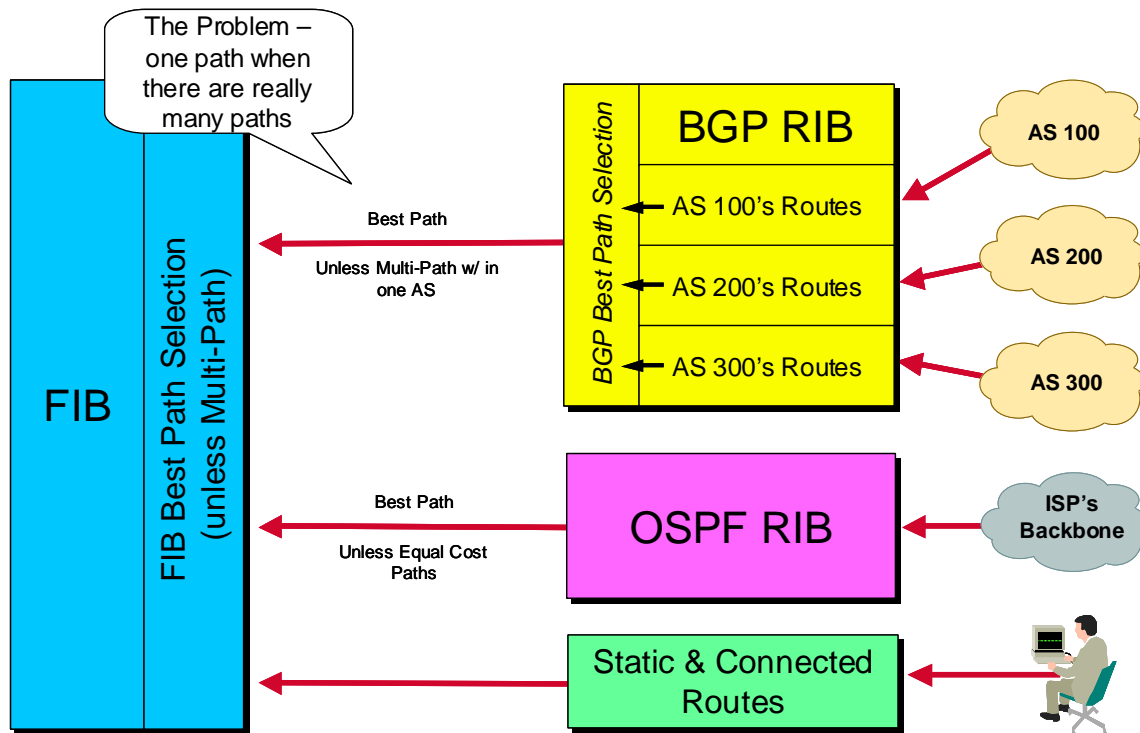 The Problem –
one path when
there are really
many paths
FIB
FIB Best Path Selection
(unless Multi-Path)
Best Path
Unless Multi-Path w/ in
one AS
BGP Best Path Selection
BGP RIB
AS 100’s Routes
AS 200’s Routes
AS 300’s Routes
AS 100
AS 200
AS 300
Best Path
Unless Equal Cost
Paths
OSPF RIB
ISP’s
Backbone
Static & Connected
Routes